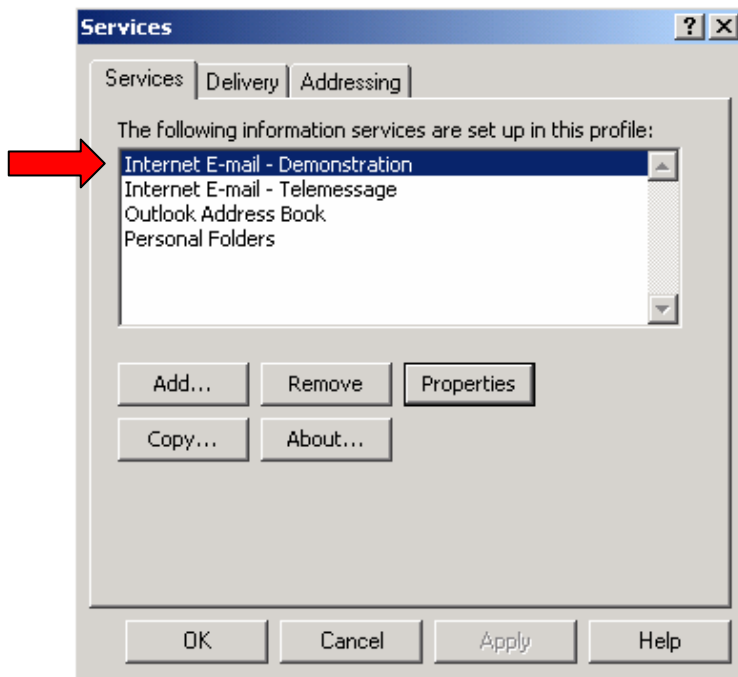 Services
Services Delivery Addressing
The following information services are set up in this profile:
Internet E-mail - Demonstration
Internet E-mail - Telemessage
Outlook Address Book
Personal Folders
Add... Remove Properties
Copy... About...
OK Cancel Apply Help